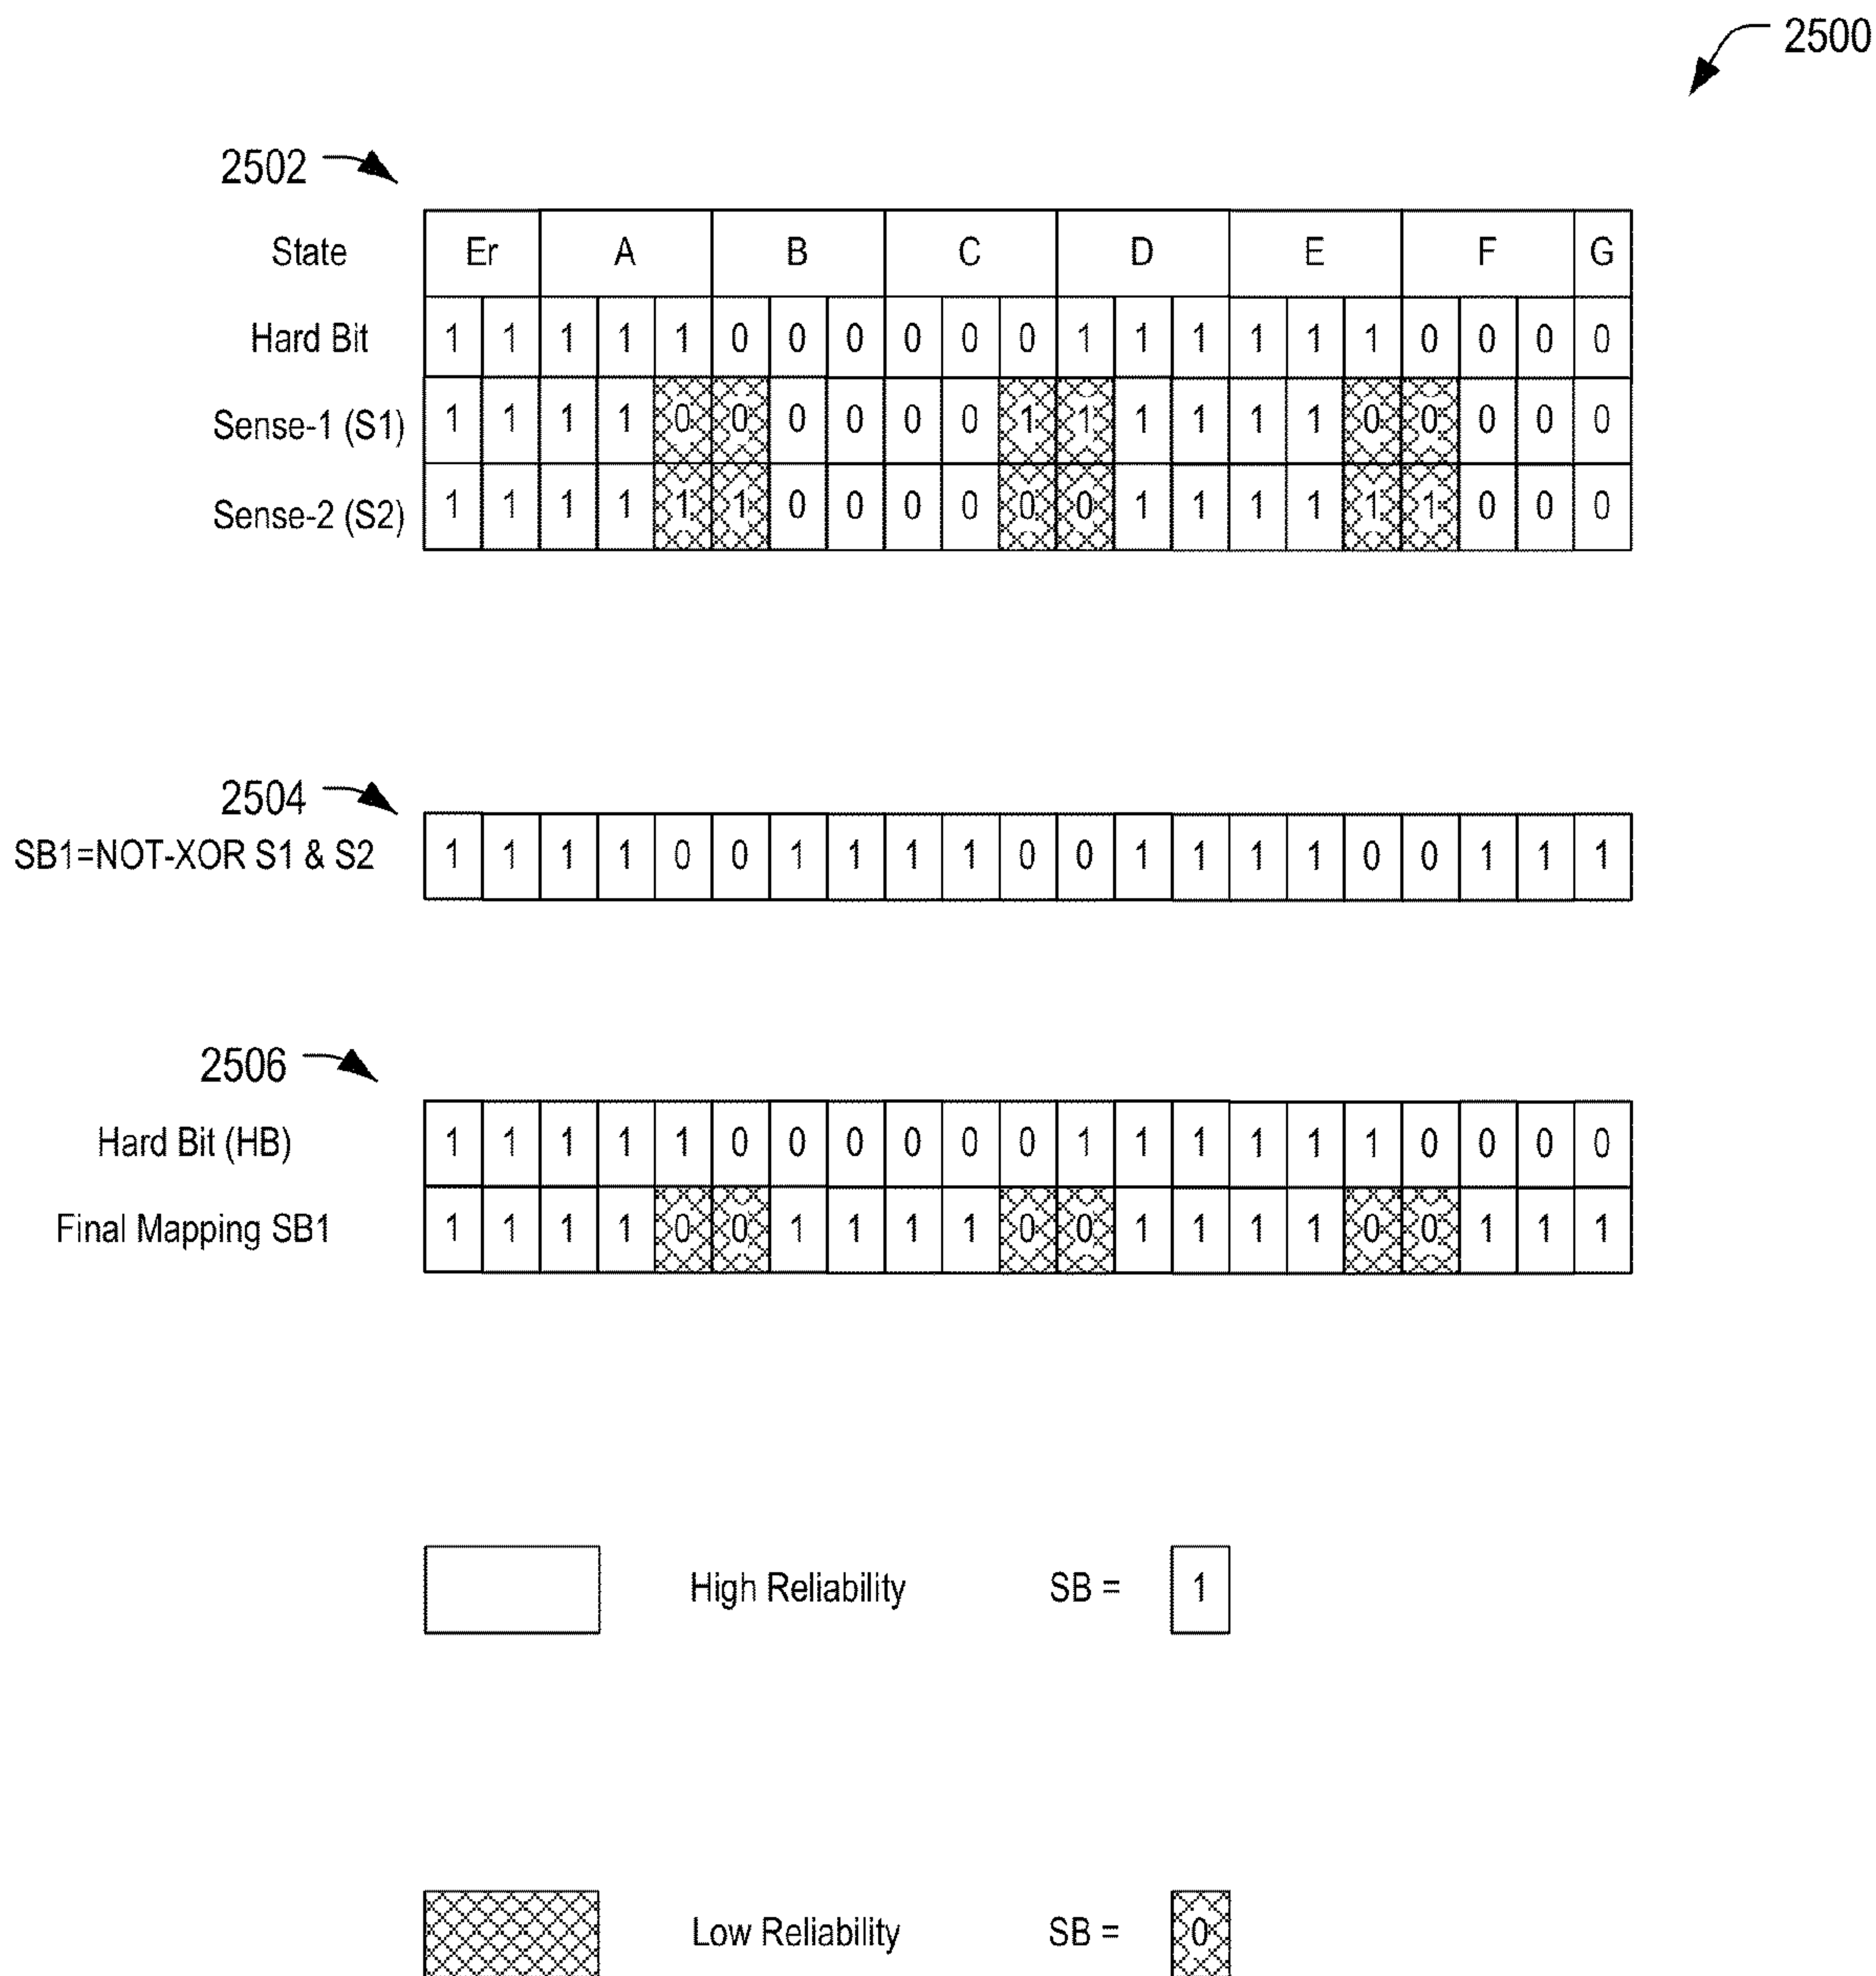 2500
2502
State Er A B C D E F G
Hard Bit 1 1 1 1 1 0 0 0 0 0 0 1 1 1 1 1 1 0 0 0 0
Sense-1 (S1) 1 1 1 1 0 0 0 0 0 0 1 1 1 1 1 1 0 0 0 0 0
Sense-2 (S2) 1 1 1 1 1 1 0 0 0 0 0 0 1 1 1 1 1 1 0 0 0
2504
SB1=NOT-XOR S1 & S2 1 1 1 1 0 0 1 1 1 1 0 0 1 1 1 1 0 0 1 1 1
2506
Hard Bit (HB) 1 1 1 1 1 0 0 0 0 0 0 1 1 1 1 1 1 0 0 0 0
Final Mapping SB1 1 1 1 1 0 0 1 1 1 1 0 0 1 1 1 1 0 0 1 1 1
High Reliability SB = 1
Low Reliability SB = 0